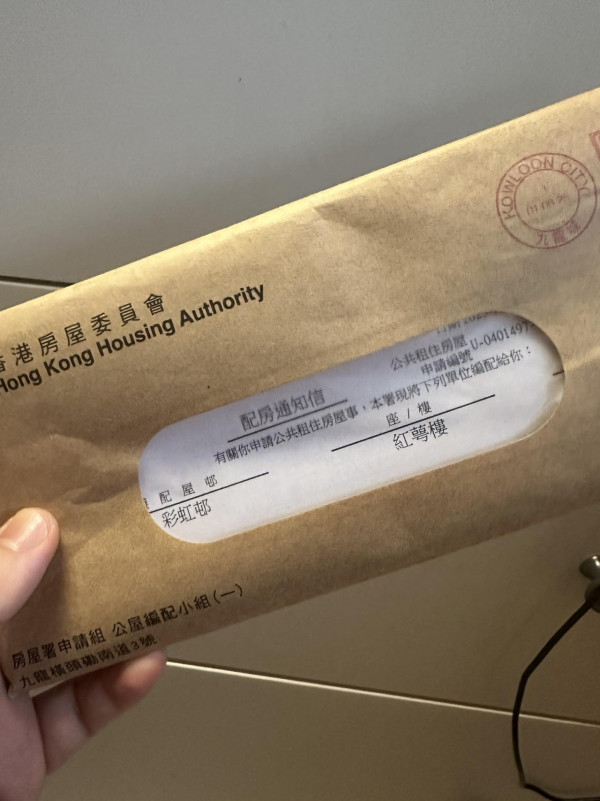 香港房屋委員會
Hong Kong Housing Authority
KOWLOON CITY
九龍城
日期
公共租住房屋
申請編號 U-0401497
配房通知信
有關你申請公共租住房屋事，本署現將下列單位編配給你：
配屋邨
座 / 樓
彩虹邨
紅萼樓
房屋署申請組 公屋編配小組(一)
九龍橫頭磡南道3號